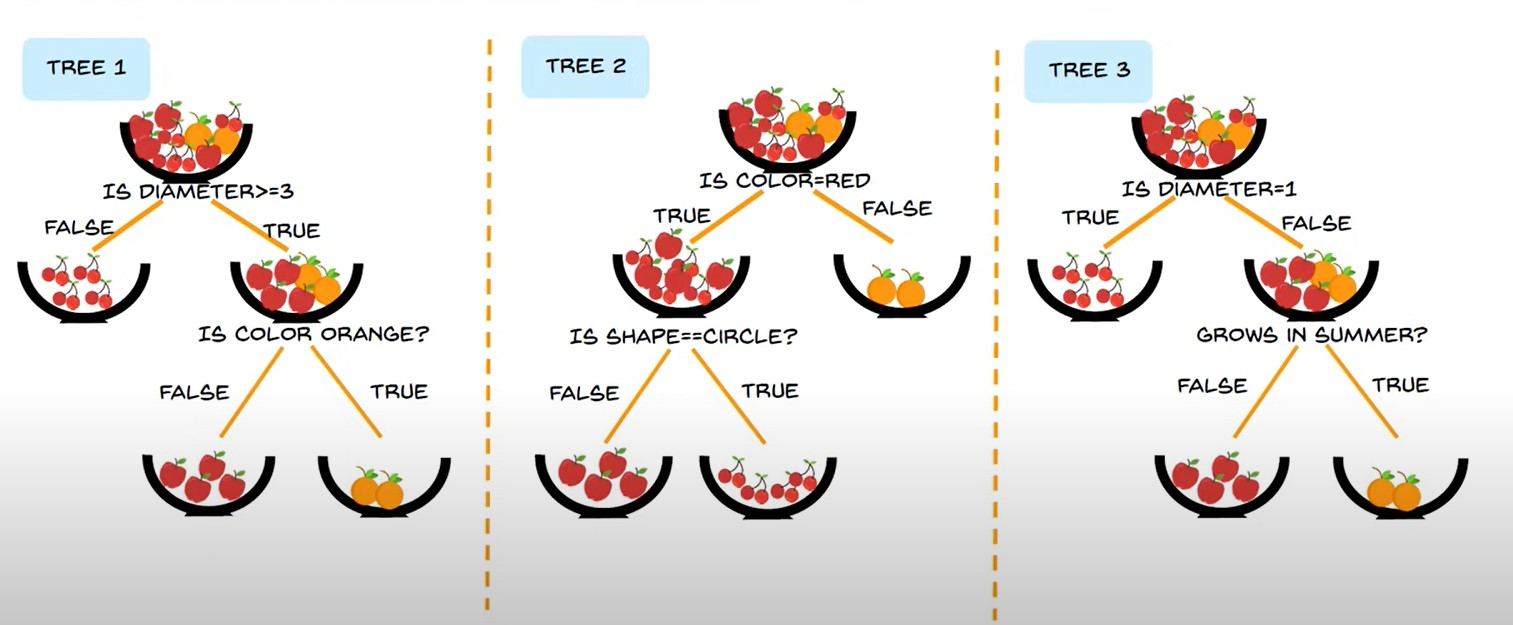 TREE 1
IS DIAMETER>=3
FALSE
TRUE
IS COLOR ORANGE?
FALSE
TRUE
TREE 2
IS COLOR=RED
TRUE
FALSE
IS SHAPE==CIRCLE?
FALSE
TRUE
TREE 3
IS DIAMETER=1
TRUE
FALSE
GROWS IN SUMMER?
FALSE
TRUE